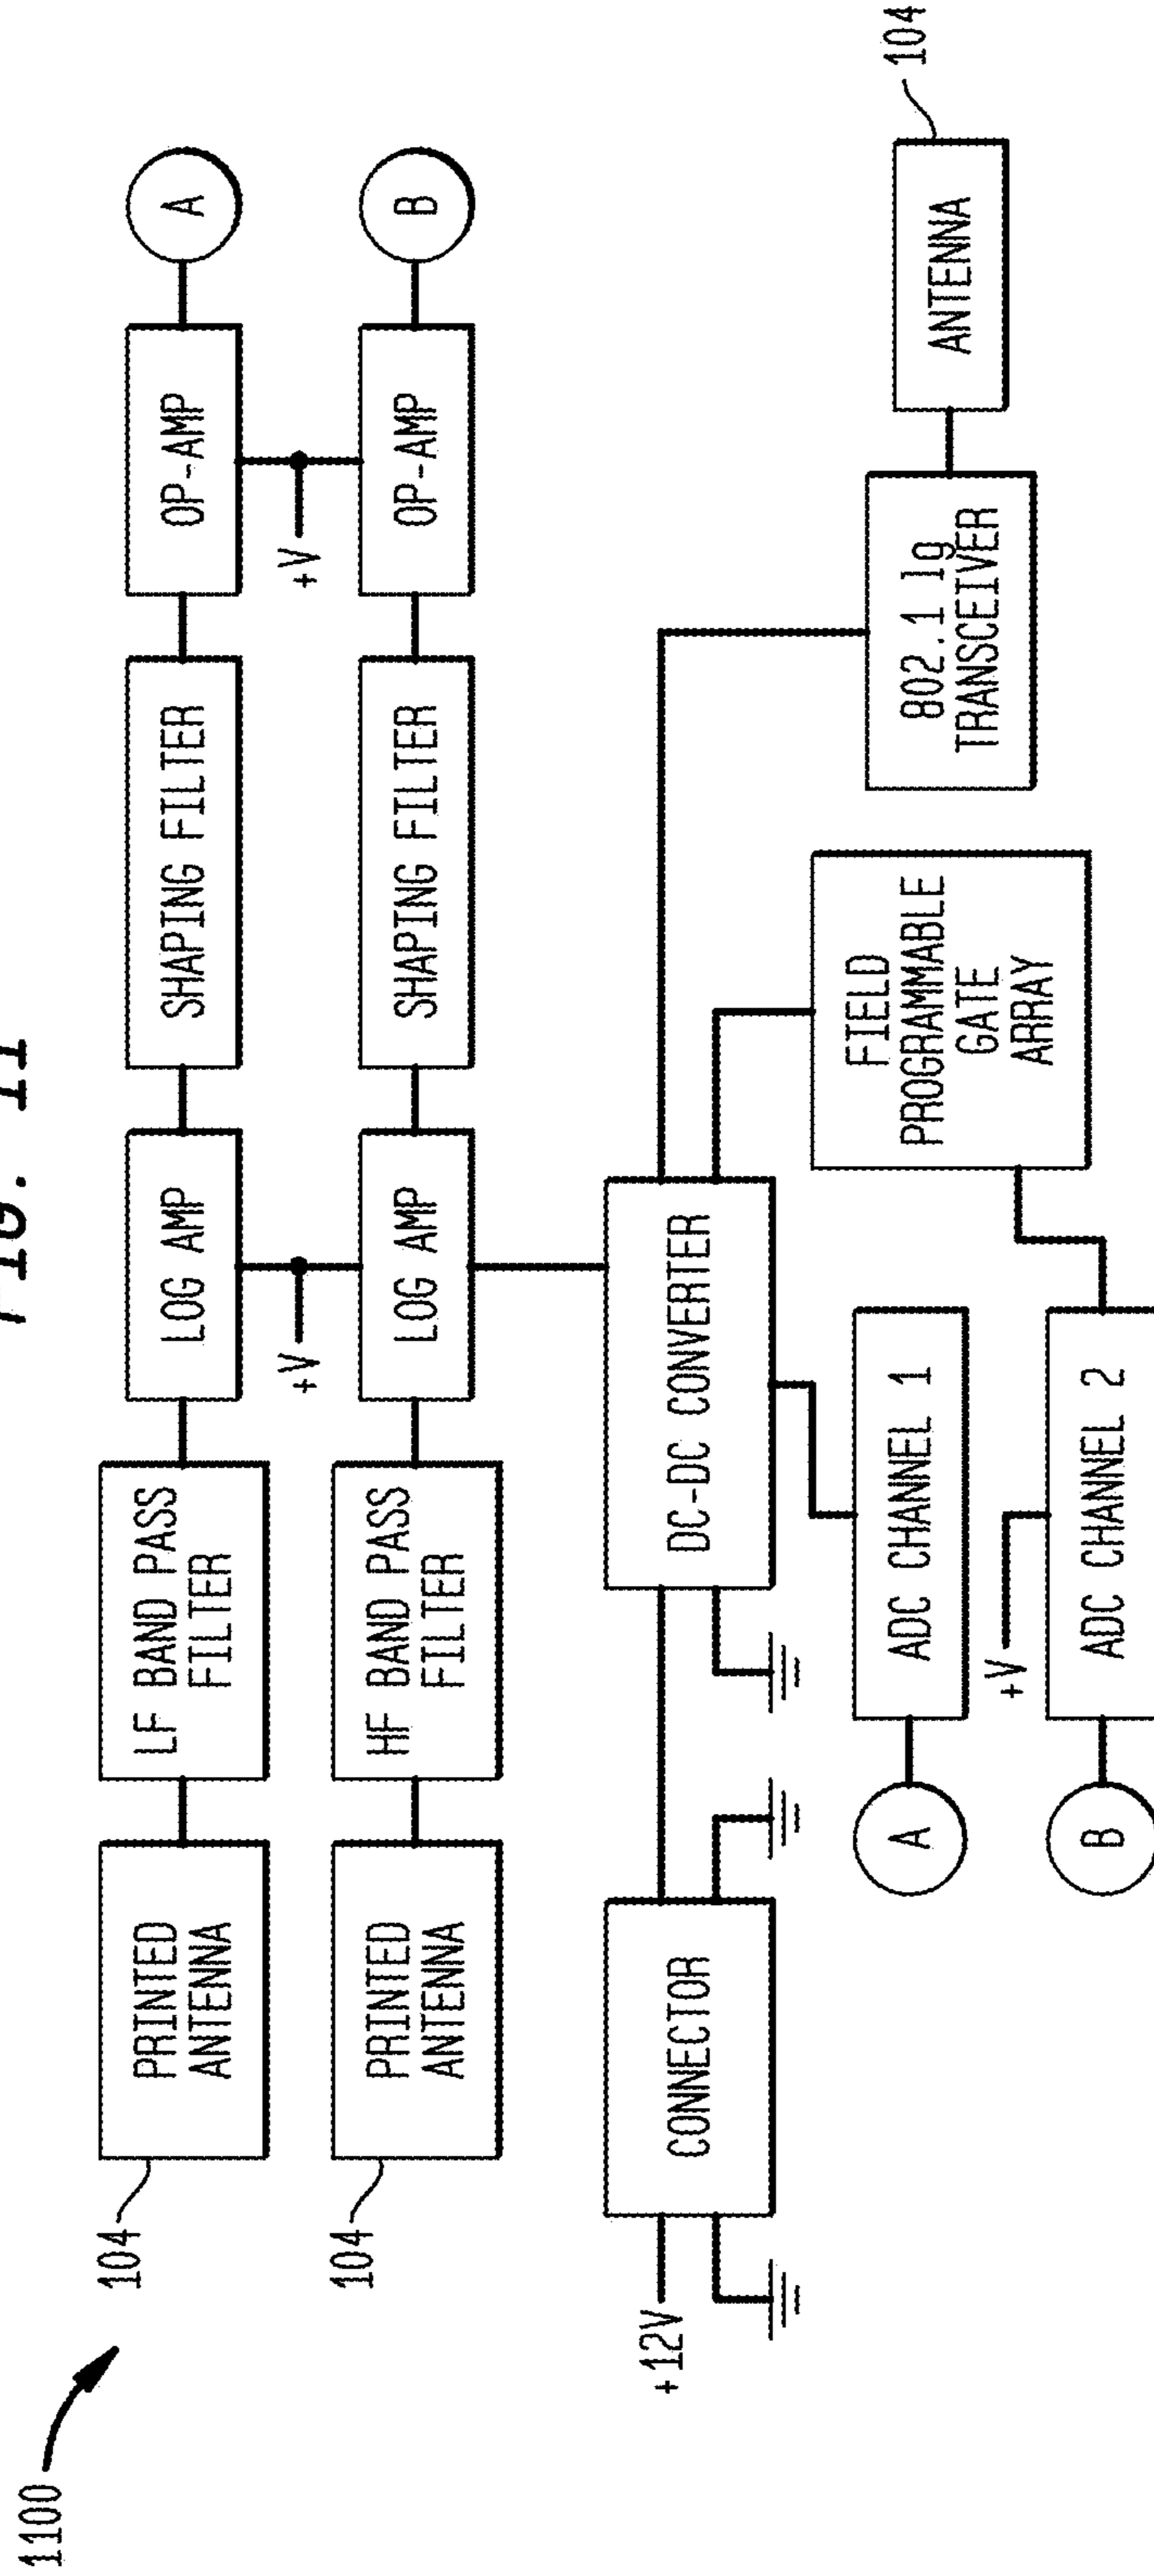 FIG. 11
1100
104
PRINTED
ANTENNA
LF BAND PASS
FILTER
LOG AMP
SHAPING FILTER
OP-AMP
A
+V
+V
104
PRINTED
ANTENNA
HF BAND PASS
FILTER
LOG AMP
SHAPING FILTER
OP-AMP
B
+12V
CONNECTOR
DC-DC CONVERTER
A
ADC CHANNEL 1
+V
B
ADC CHANNEL 2
FIELD
PROGRAMMABLE
GATE
ARRAY
802.1 1g
TRANSCEIVER
ANTENNA
104